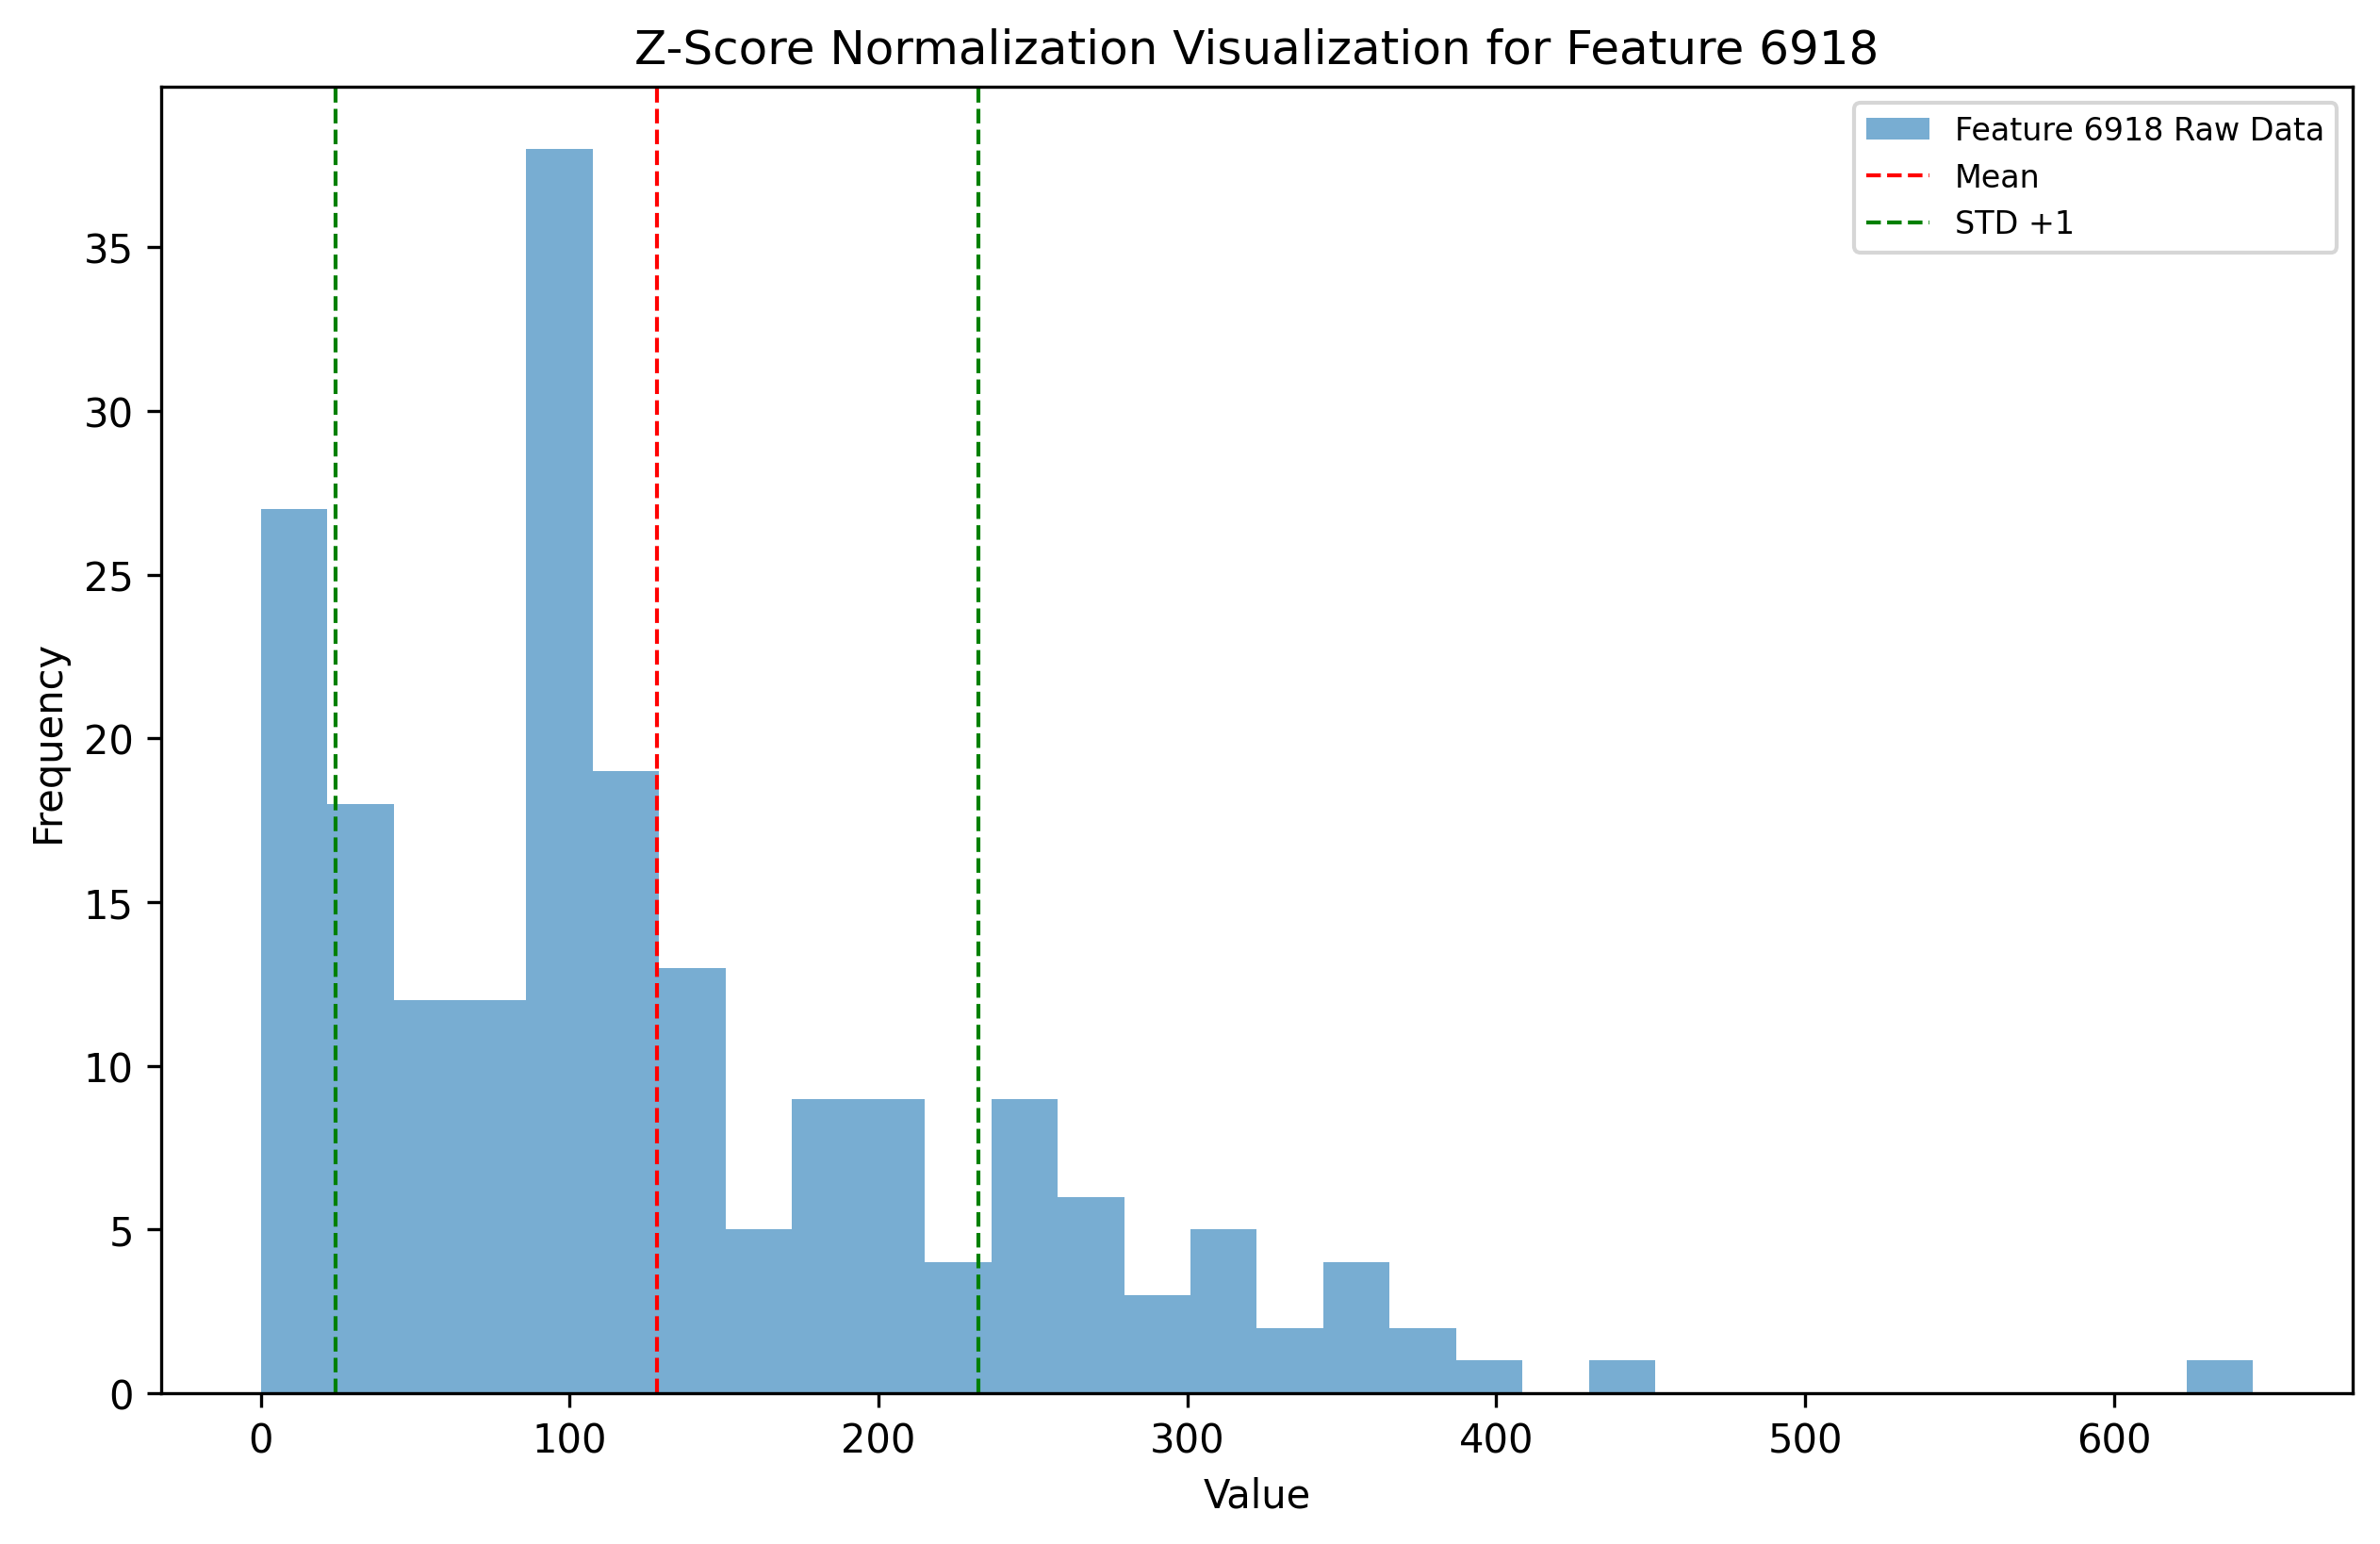 Z-Score Normalization Visualization for Feature 6918
Feature 6918 Raw Data
Mean
STD +1
35
30
25
20
15
10
5
0
Frequency
0 100 200 300 400 500 600
Value